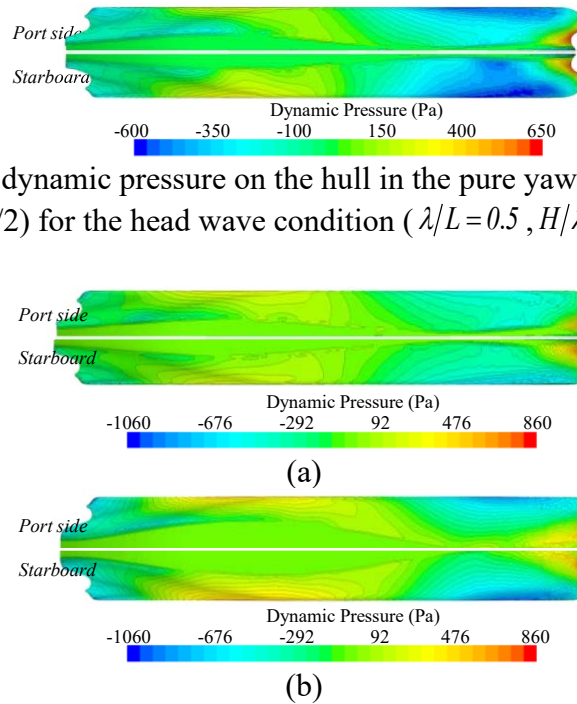 Port side
Starboard
Dynamic Pressure (Pa)
-600 -350 -100 150 400 650
dynamic pressure on the hull in the pure yaw
/2) for the head wave condition ( λ/L = 0.5 , H/λ
Port side
Starboard
Dynamic Pressure (Pa)
-1060 -676 -292 92 476 860
(a)
Port side
Starboard
Dynamic Pressure (Pa)
-1060 -676 -292 92 476 860
(b)